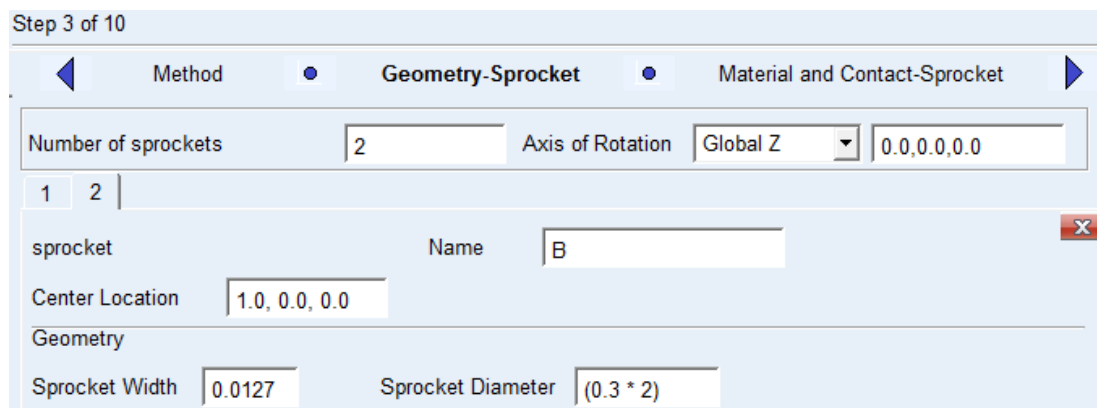 Step 3 of 10
Method Geometry-Sprocket Material and Contact-Sprocket
Number of sprockets 2 Axis of Rotation Global Z 0.0,0.0,0.0
1 2
sprocket Name B
Center Location 1.0, 0.0, 0.0
Geometry
Sprocket Width 0.0127 Sprocket Diameter (0.3 * 2)